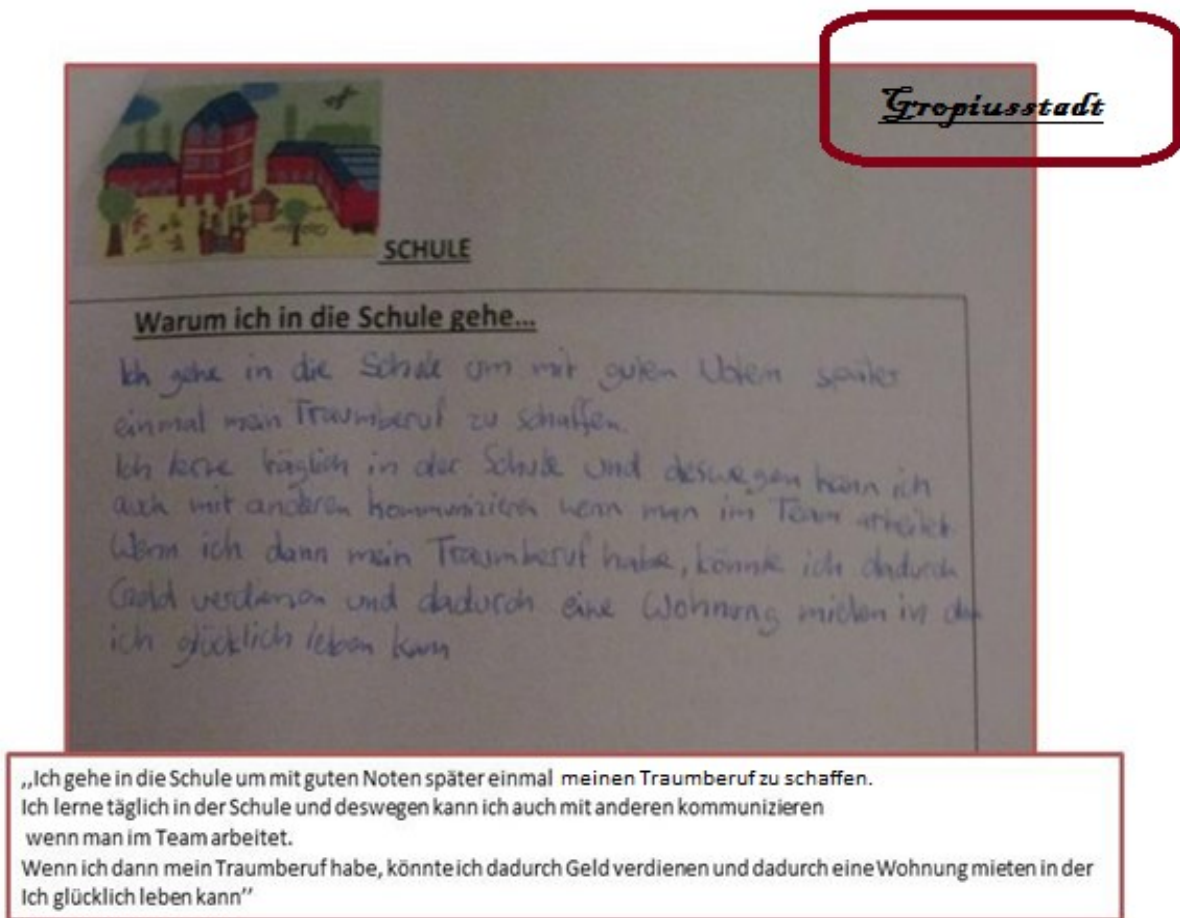 Gropiusstadt
SCHULE
Warum ich in die Schule gehe...
Ich gehe in die Schule um mit guten Noten später
einmal mein Traumberuf zu schaffen.
Ich lerne täglich in der Schule und deswegen kann ich
auch mit anderen kommunizieren wenn man im Team arbeitet
Wenn ich dann mein Traumberuf habe, könnte ich dadurch
Geld verdienen und dadurch eine Wohnung mieten in der
ich glücklich leben kann
,,Ich gehe in die Schule um mit guten Noten später einmal meinen Traumberuf zu schaffen.
Ich lerne täglich in der Schule und deswegen kann ich auch mit anderen kommunizieren
wenn man im Team arbeitet.
Wenn ich dann mein Traumberuf habe, könnte ich dadurch Geld verdienen und dadurch eine Wohnung mieten in der
Ich glücklich leben kann’’